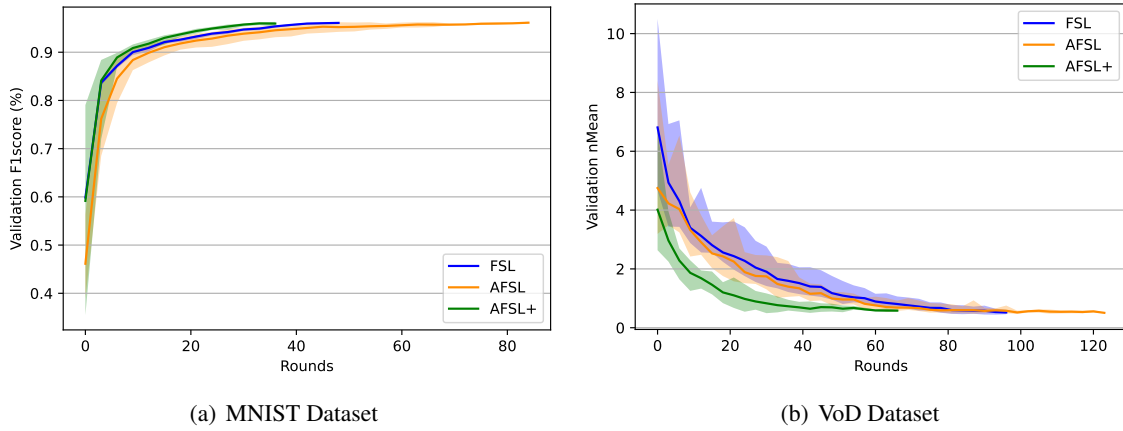 Validation F1score (%)
0.9
0.8
0.7
0.6
0.5
0.4
0
20
40
60
80
Rounds
FSL
AFSL
AFSL+
(a) MNIST Dataset
Validation nMean
10
8
6
4
2
0
0
20
40
60
80
100
120
Rounds
FSL
AFSL
AFSL+
(b) VoD Dataset